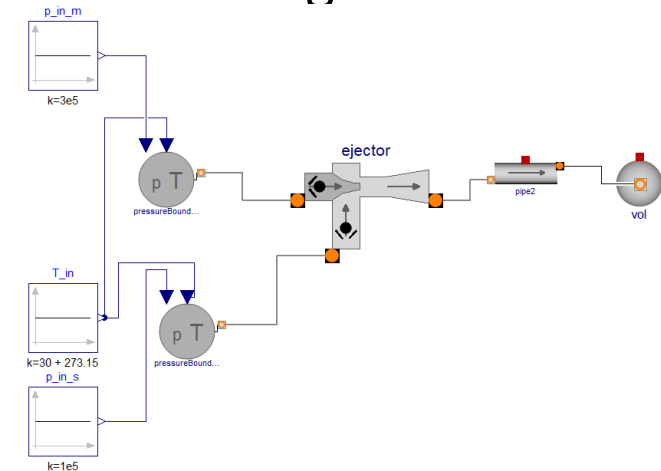 p_in_m
k=3e5
ejector
p T
pressureBound...
pipe2
vol
T_in
k=30 + 273.15
p T
pressureBound...
p_in_s
k=1e5